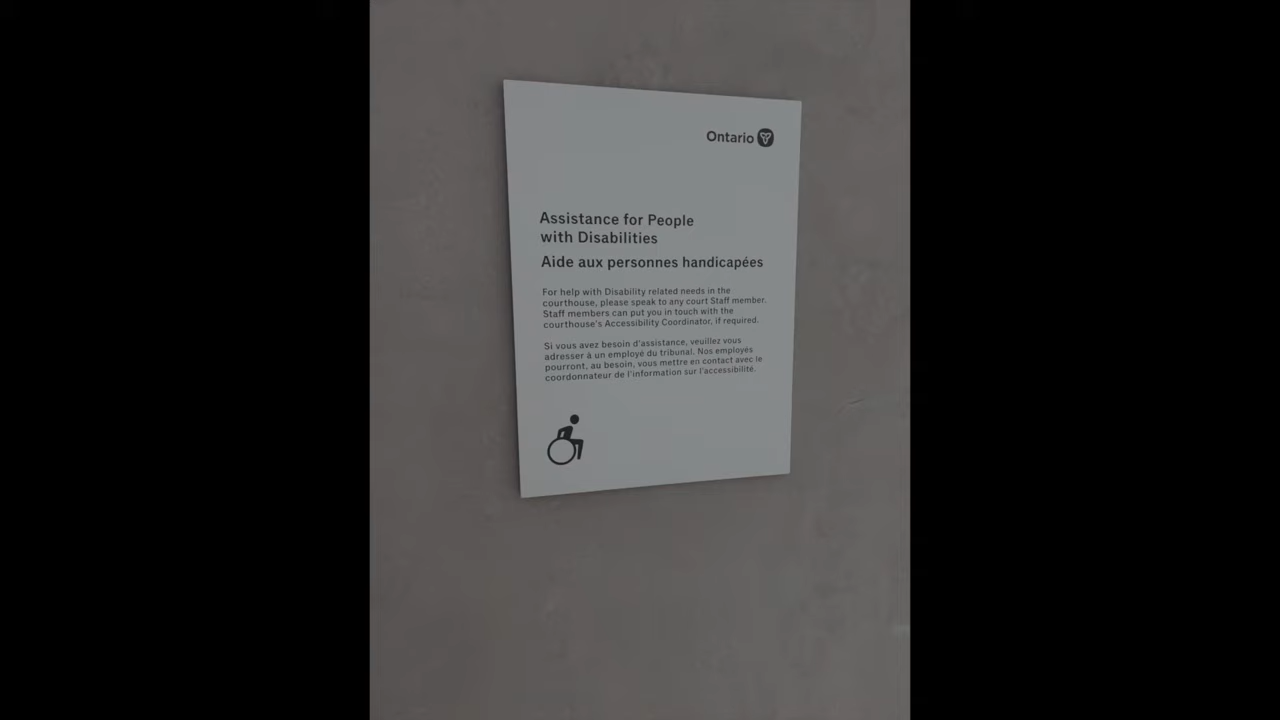 Ontario
Assistance for People
with Disabilities
Aide aux personnes handicapées
For help with Disability related needs in the
courthouse, please speak to any court Staff member.
Staff members can put you in touch with the
courthouse's Accessibility Coordinator, if required.
Si vous avez besoin d'assistance, veuillez vous
adresser à un employé du tribunal. Nos employés
pourront, au besoin, vous mettre en contact avec le
coordonnateur de l'information sur l'accessibilité.